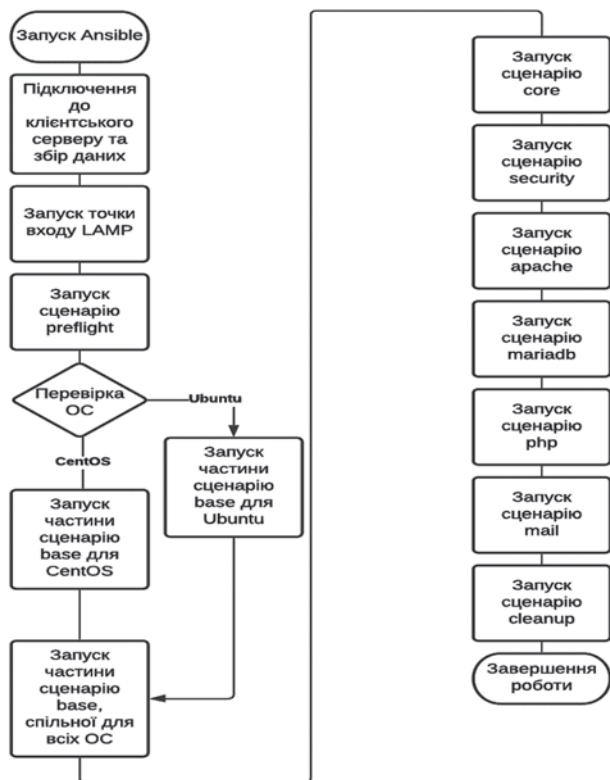 Запуск Ansible
Підключення
до
клієнтського
серверу та
збір даних
Запуск точки
входу LAMP
Запуск
сценарію
preflight
Перевірка
ОС
Ubuntu
CentOS
Запуск
частини
сценарію
base для
Ubuntu
Запуск
частини
сценарію
base для
CentOS
Запуск
частини
сценарію
base,
спільної для
всіх ОС
Запуск
сценарію
core
Запуск
сценарію
security
Запуск
сценарію
apache
Запуск
сценарію
mariadb
Запуск
сценарію
php
Запуск
сценарію
mail
Запуск
сценарію
cleanup
Завершення
роботи